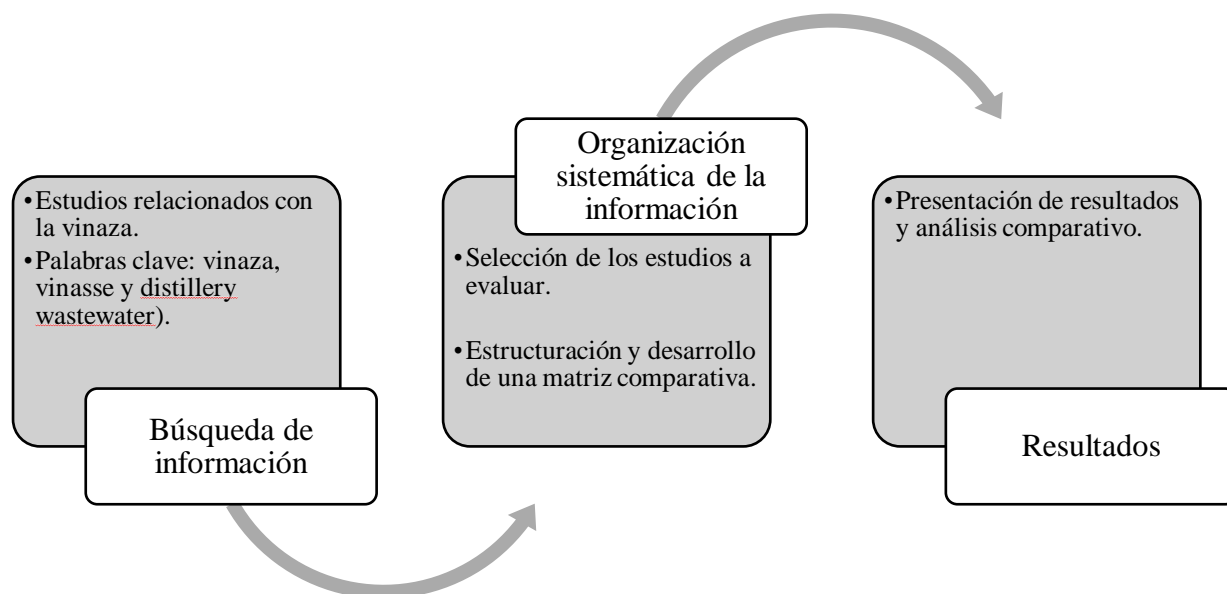 •Estudios relacionados con
la vinaza.
•Palabras clave: vinaza,
vinasse y distillery
wastewater).
Búsqueda de
información
Organización
sistemática de la
información
•Selección de los estudios a
evaluar.
•Estructuración y desarrollo
de una matriz comparativa.
•Presentación de resultados
y análisis comparativo.
Resultados